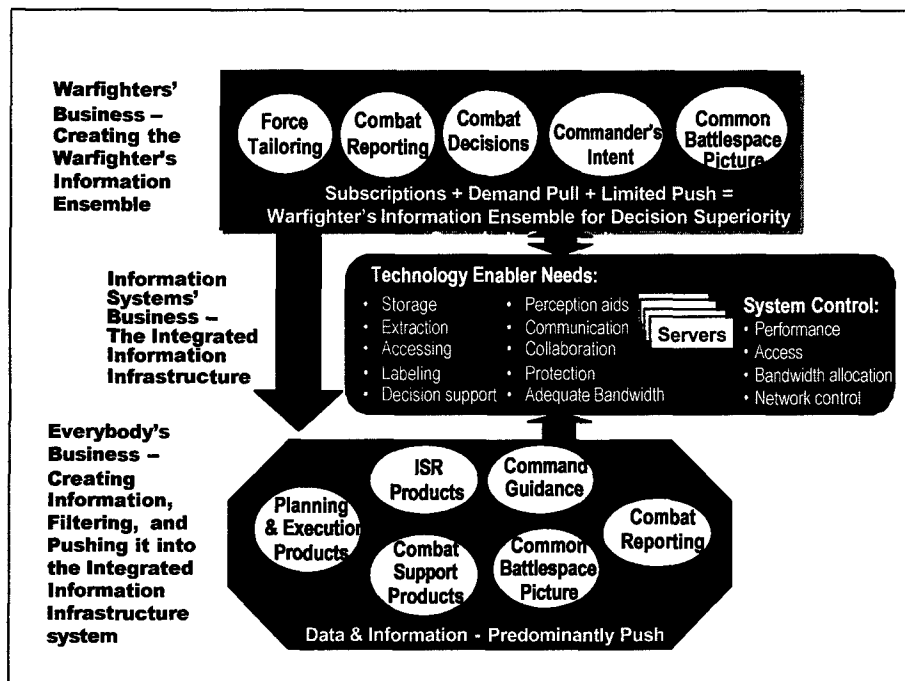 Warfighters'
Business –
Creating the
Warfighter's
Information
Ensemble
Force
Tailoring
Combat
Reporting
Combat
Decisions
Commander's
Intent
Common
Battlespace
Picture
Subscriptions + Demand Pull + Limited Push =
Warfighter's Information Ensemble for Decision Superiority
Information
Systems'
Business –
The Integrated
Information
Infrastructure
Technology Enabler Needs:
• Storage
• Extraction
• Accessing
• Labeling
• Decision support
• Perception aids
• Communication
• Collaboration
• Protection
• Adequate Bandwidth
Servers
System Control:
• Performance
• Access
• Bandwidth allocation
• Network control
Everybody's
Business –
Creating
Information,
Filtering, and
Pushing it into
the Integrated
Information
Infrastructure
system
Planning
& Execution
Products
ISR
Products
Combat
Support
Products
Command
Guidance
Common
Battlespace
Picture
Combat
Reporting
Data & Information - Predominantly Push